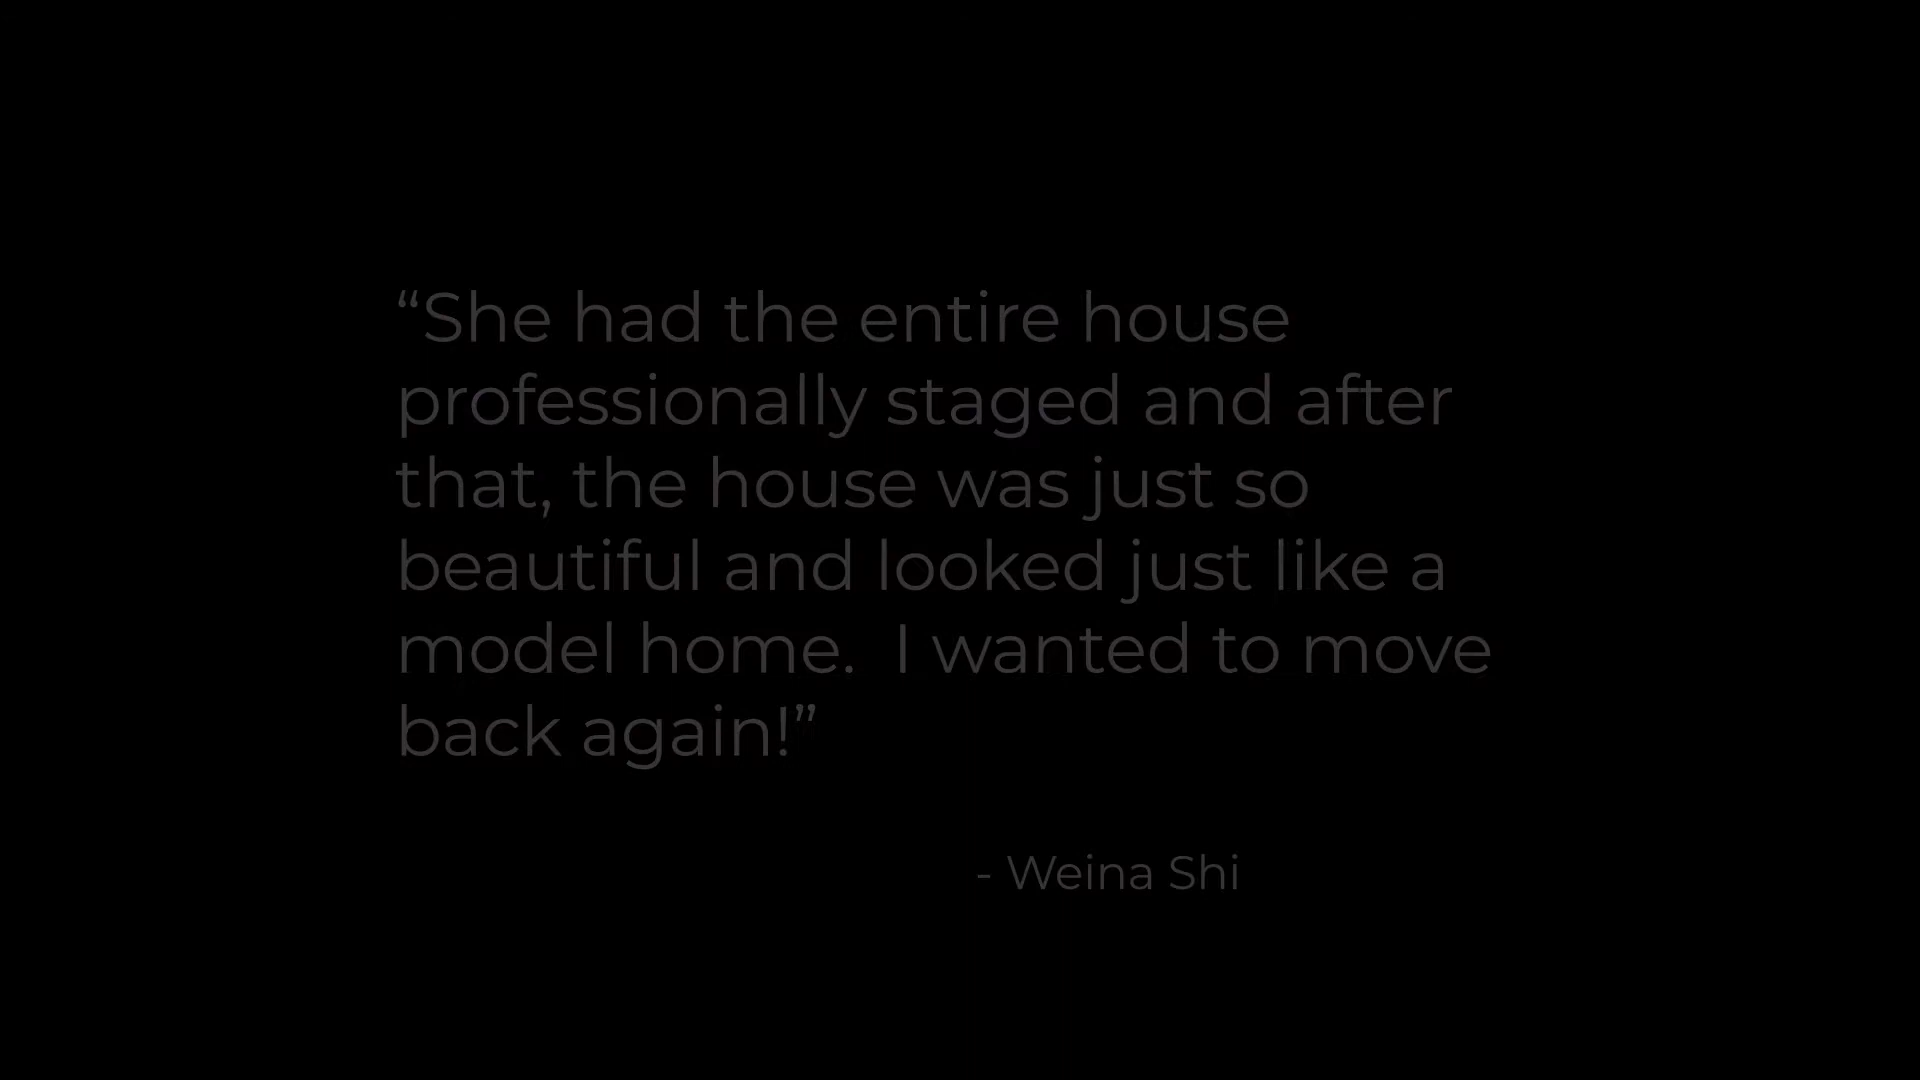 “She had the entire house
professionally staged and after
that, the house was just so
beautiful and looked just like a
model home.  I wanted to move
back again!”
- Weina Shi